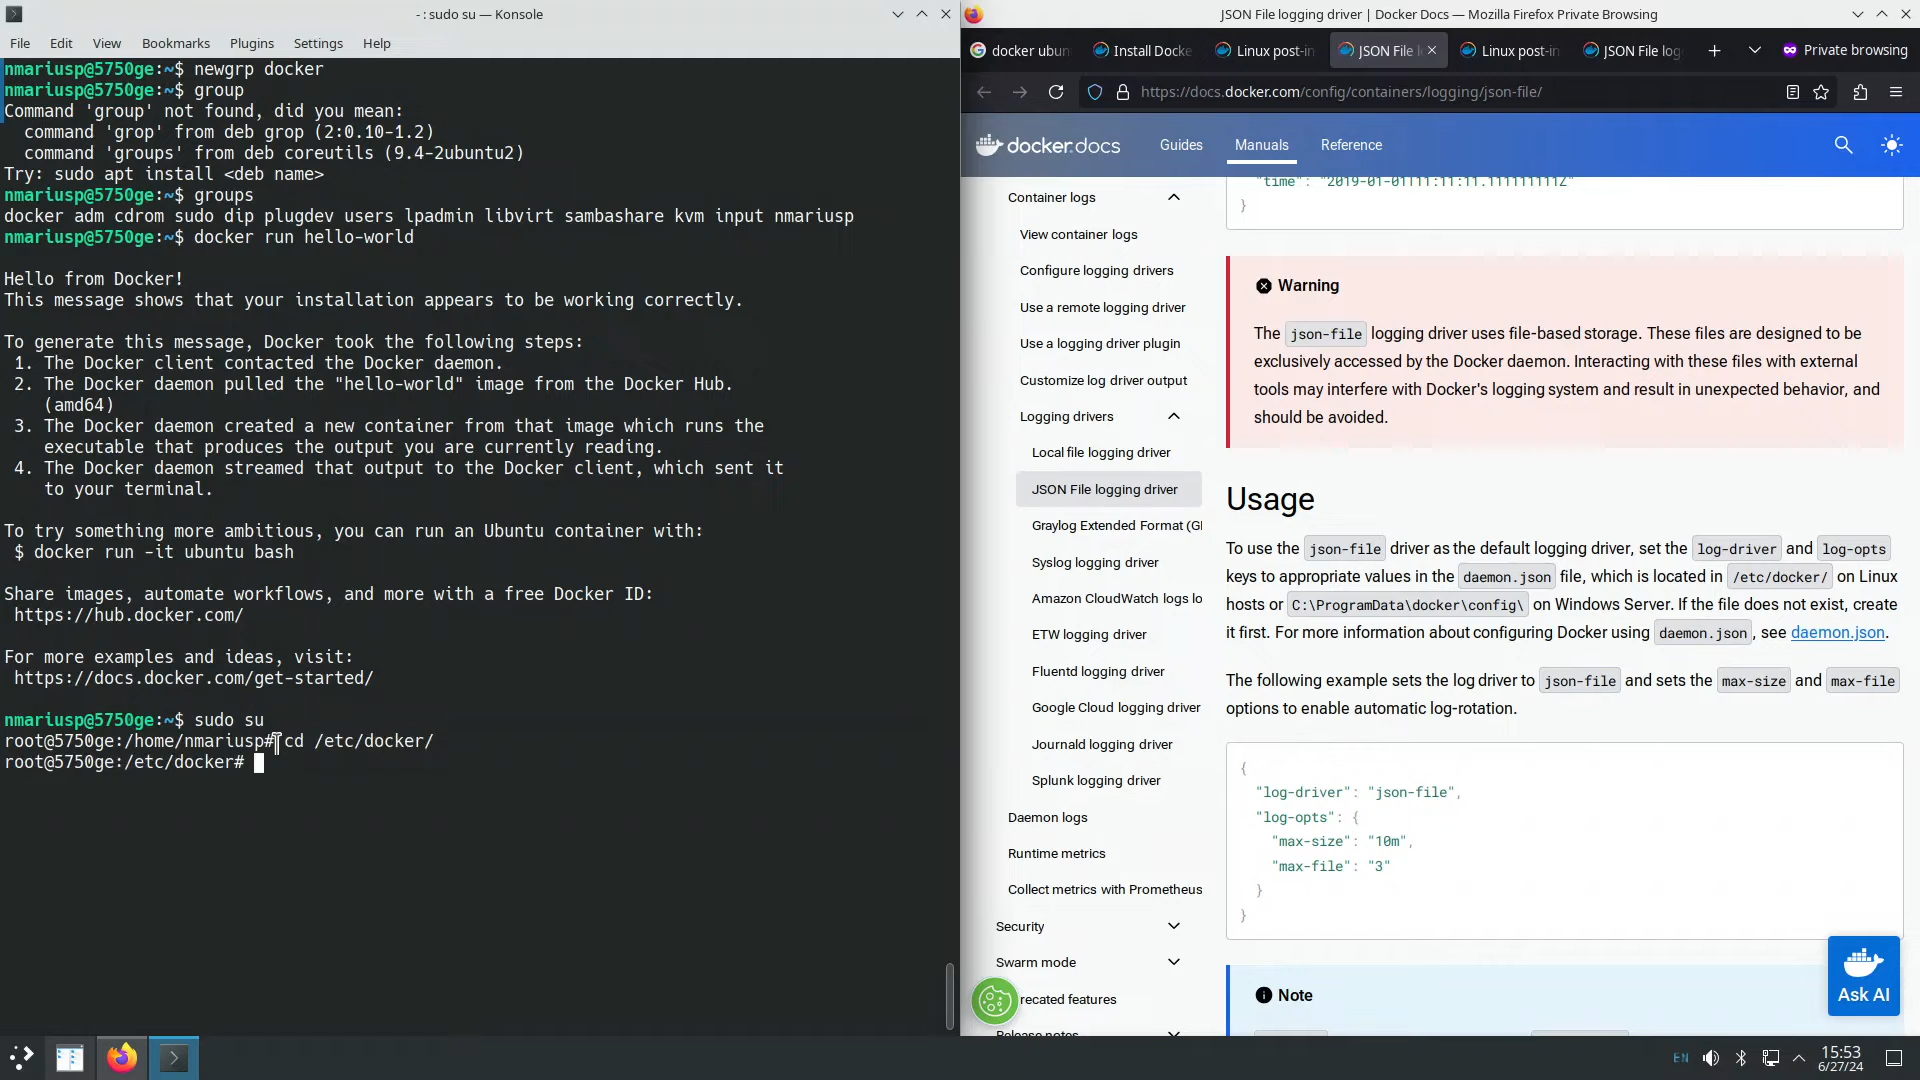 - : sudo su — Konsole
File Edit View Bookmarks Plugins Settings Help
nmariusp@5750ge:~$ newgrp docker
nmariusp@5750ge:~$ group
Command 'group' not found, did you mean:
  command 'grop' from deb grop (2:0.10-1.2)
  command 'groups' from deb coreutils (9.4-2ubuntu2)
Try: sudo apt install <deb name>
nmariusp@5750ge:~$ groups
docker adm cdrom sudo dip plugdev users lpadmin libvirt sambashare kvm input nmariusp
nmariusp@5750ge:~$ docker run hello-world
Hello from Docker!
This message shows that your installation appears to be working correctly.
To generate this message, Docker took the following steps:
 1. The Docker client contacted the Docker daemon.
 2. The Docker daemon pulled the "hello-world" image from the Docker Hub.
    (amd64)
 3. The Docker daemon created a new container from that image which runs the
    executable that produces the output you are currently reading.
 4. The Docker daemon streamed that output to the Docker client, which sent it
    to your terminal.
To try something more ambitious, you can run an Ubuntu container with:
 $ docker run -it ubuntu bash
Share images, automate workflows, and more with a free Docker ID:
 https://hub.docker.com/
For more examples and ideas, visit:
 https://docs.docker.com/get-started/
nmariusp@5750ge:~$ sudo su
root@5750ge:/home/nmariusp# cd /etc/docker/
root@5750ge:/etc/docker#
JSON File logging driver | Docker Docs — Mozilla Firefox Private Browsing
docker ubun Install Docke Linux post-in JSON File l Linux post-in JSON File log Private browsing
https://docs.docker.com/config/containers/logging/json-file/
docker.docs Guides Manuals Reference
Container logs
View container logs
Configure logging drivers
Use a remote logging driver
Use a logging driver plugin
Customize log driver output
Logging drivers
Local file logging driver
JSON File logging driver
Graylog Extended Format (GE
Syslog logging driver
Amazon CloudWatch logs lo
ETW logging driver
Fluentd logging driver
Google Cloud logging driver
Journald logging driver
Splunk logging driver
Daemon logs
Runtime metrics
Collect metrics with Prometheus
Security
Swarm mode
recated features
Release notes
"time": "2019-01-01T11:11:11.111111111Z"
}
Warning
The json-file logging driver uses file-based storage. These files are designed to be
exclusively accessed by the Docker daemon. Interacting with these files with external
tools may interfere with Docker's logging system and result in unexpected behavior, and
should be avoided.
Usage
To use the json-file driver as the default logging driver, set the log-driver and log-opts
keys to appropriate values in the daemon.json file, which is located in /etc/docker/ on Linux
hosts or C:\ProgramData\docker\config\ on Windows Server. If the file does not exist, create
it first. For more information about configuring Docker using daemon.json, see daemon.json.
The following example sets the log driver to json-file and sets the max-size and max-file
options to enable automatic log-rotation.
{
  "log-driver": "json-file",
  "log-opts": {
    "max-size": "10m",
    "max-file": "3"
  }
}
Note
Ask AI
EN 15:53
6/27/24